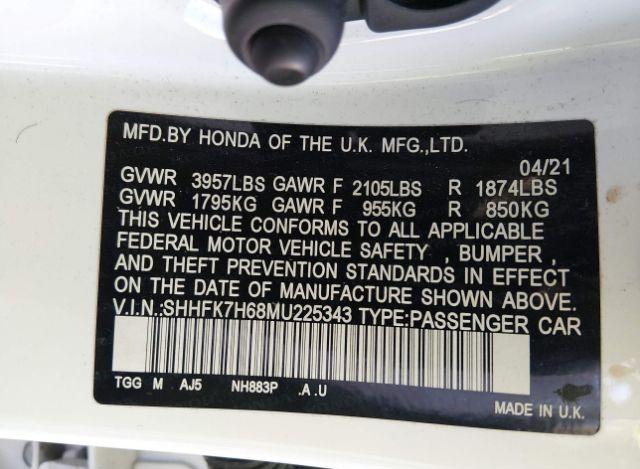 MFD.BY HONDA OF THE U.K. MFG.,LTD.
04/21
GVWR 3957LBS GAWR F 2105LBS R 1874LBS
GVWR 1795KG GAWR F 955KG R 850KG
THIS VEHICLE CONFORMS TO ALL APPLICABLE
FEDERAL MOTOR VEHICLE SAFETY , BUMPER ,
AND THEFT PREVENTION STANDARDS IN EFFECT
ON THE DATE OF MANUFACTURE SHOWN ABOVE.
V.I.N.:SHHFK7H68MU225343 TYPE:PASSENGER CAR
TGG M AJ5 NH883P .A .U
MADE IN U.K.